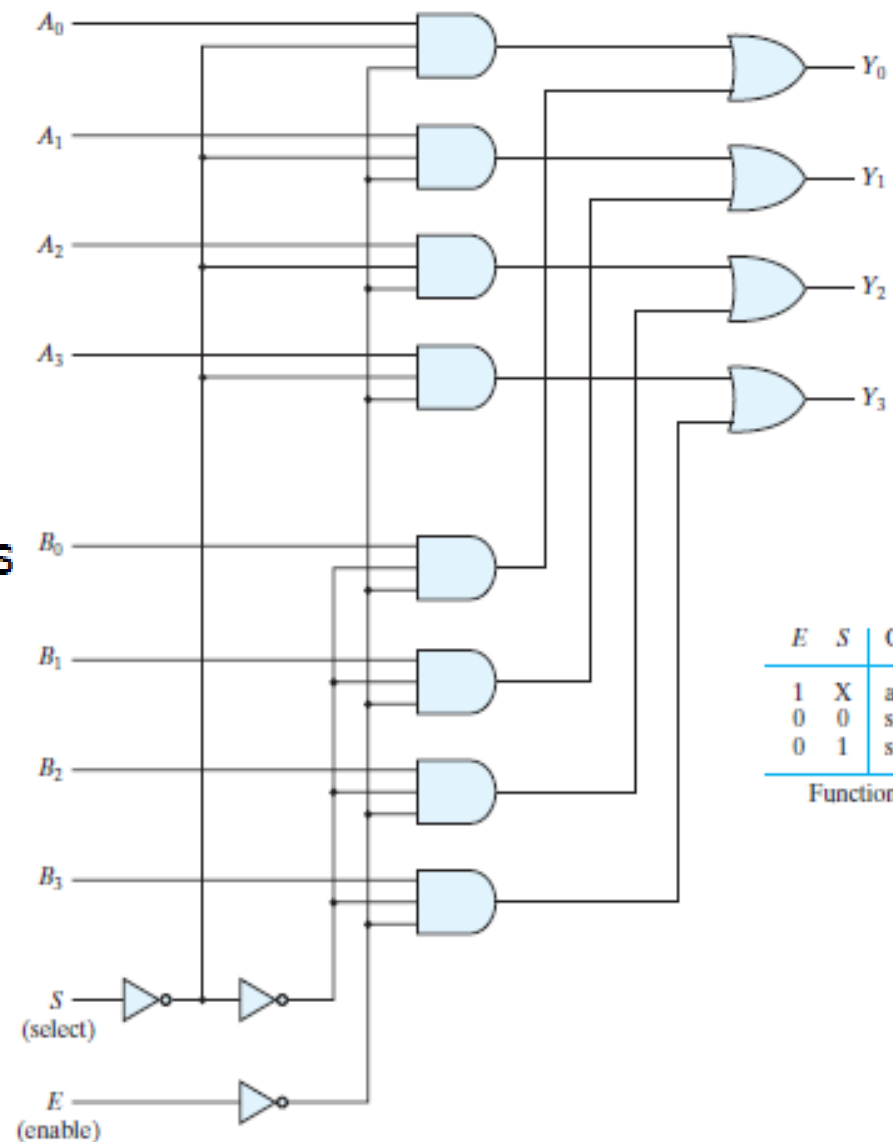 A₀
Y₀
A₁
Y₁
A₂
Y₂
A₃
Y₃
B₀
B₁
E S
1 X
0 0 s
0 1 s
Function
B₂
B₃
S
(select)
E
(enable)